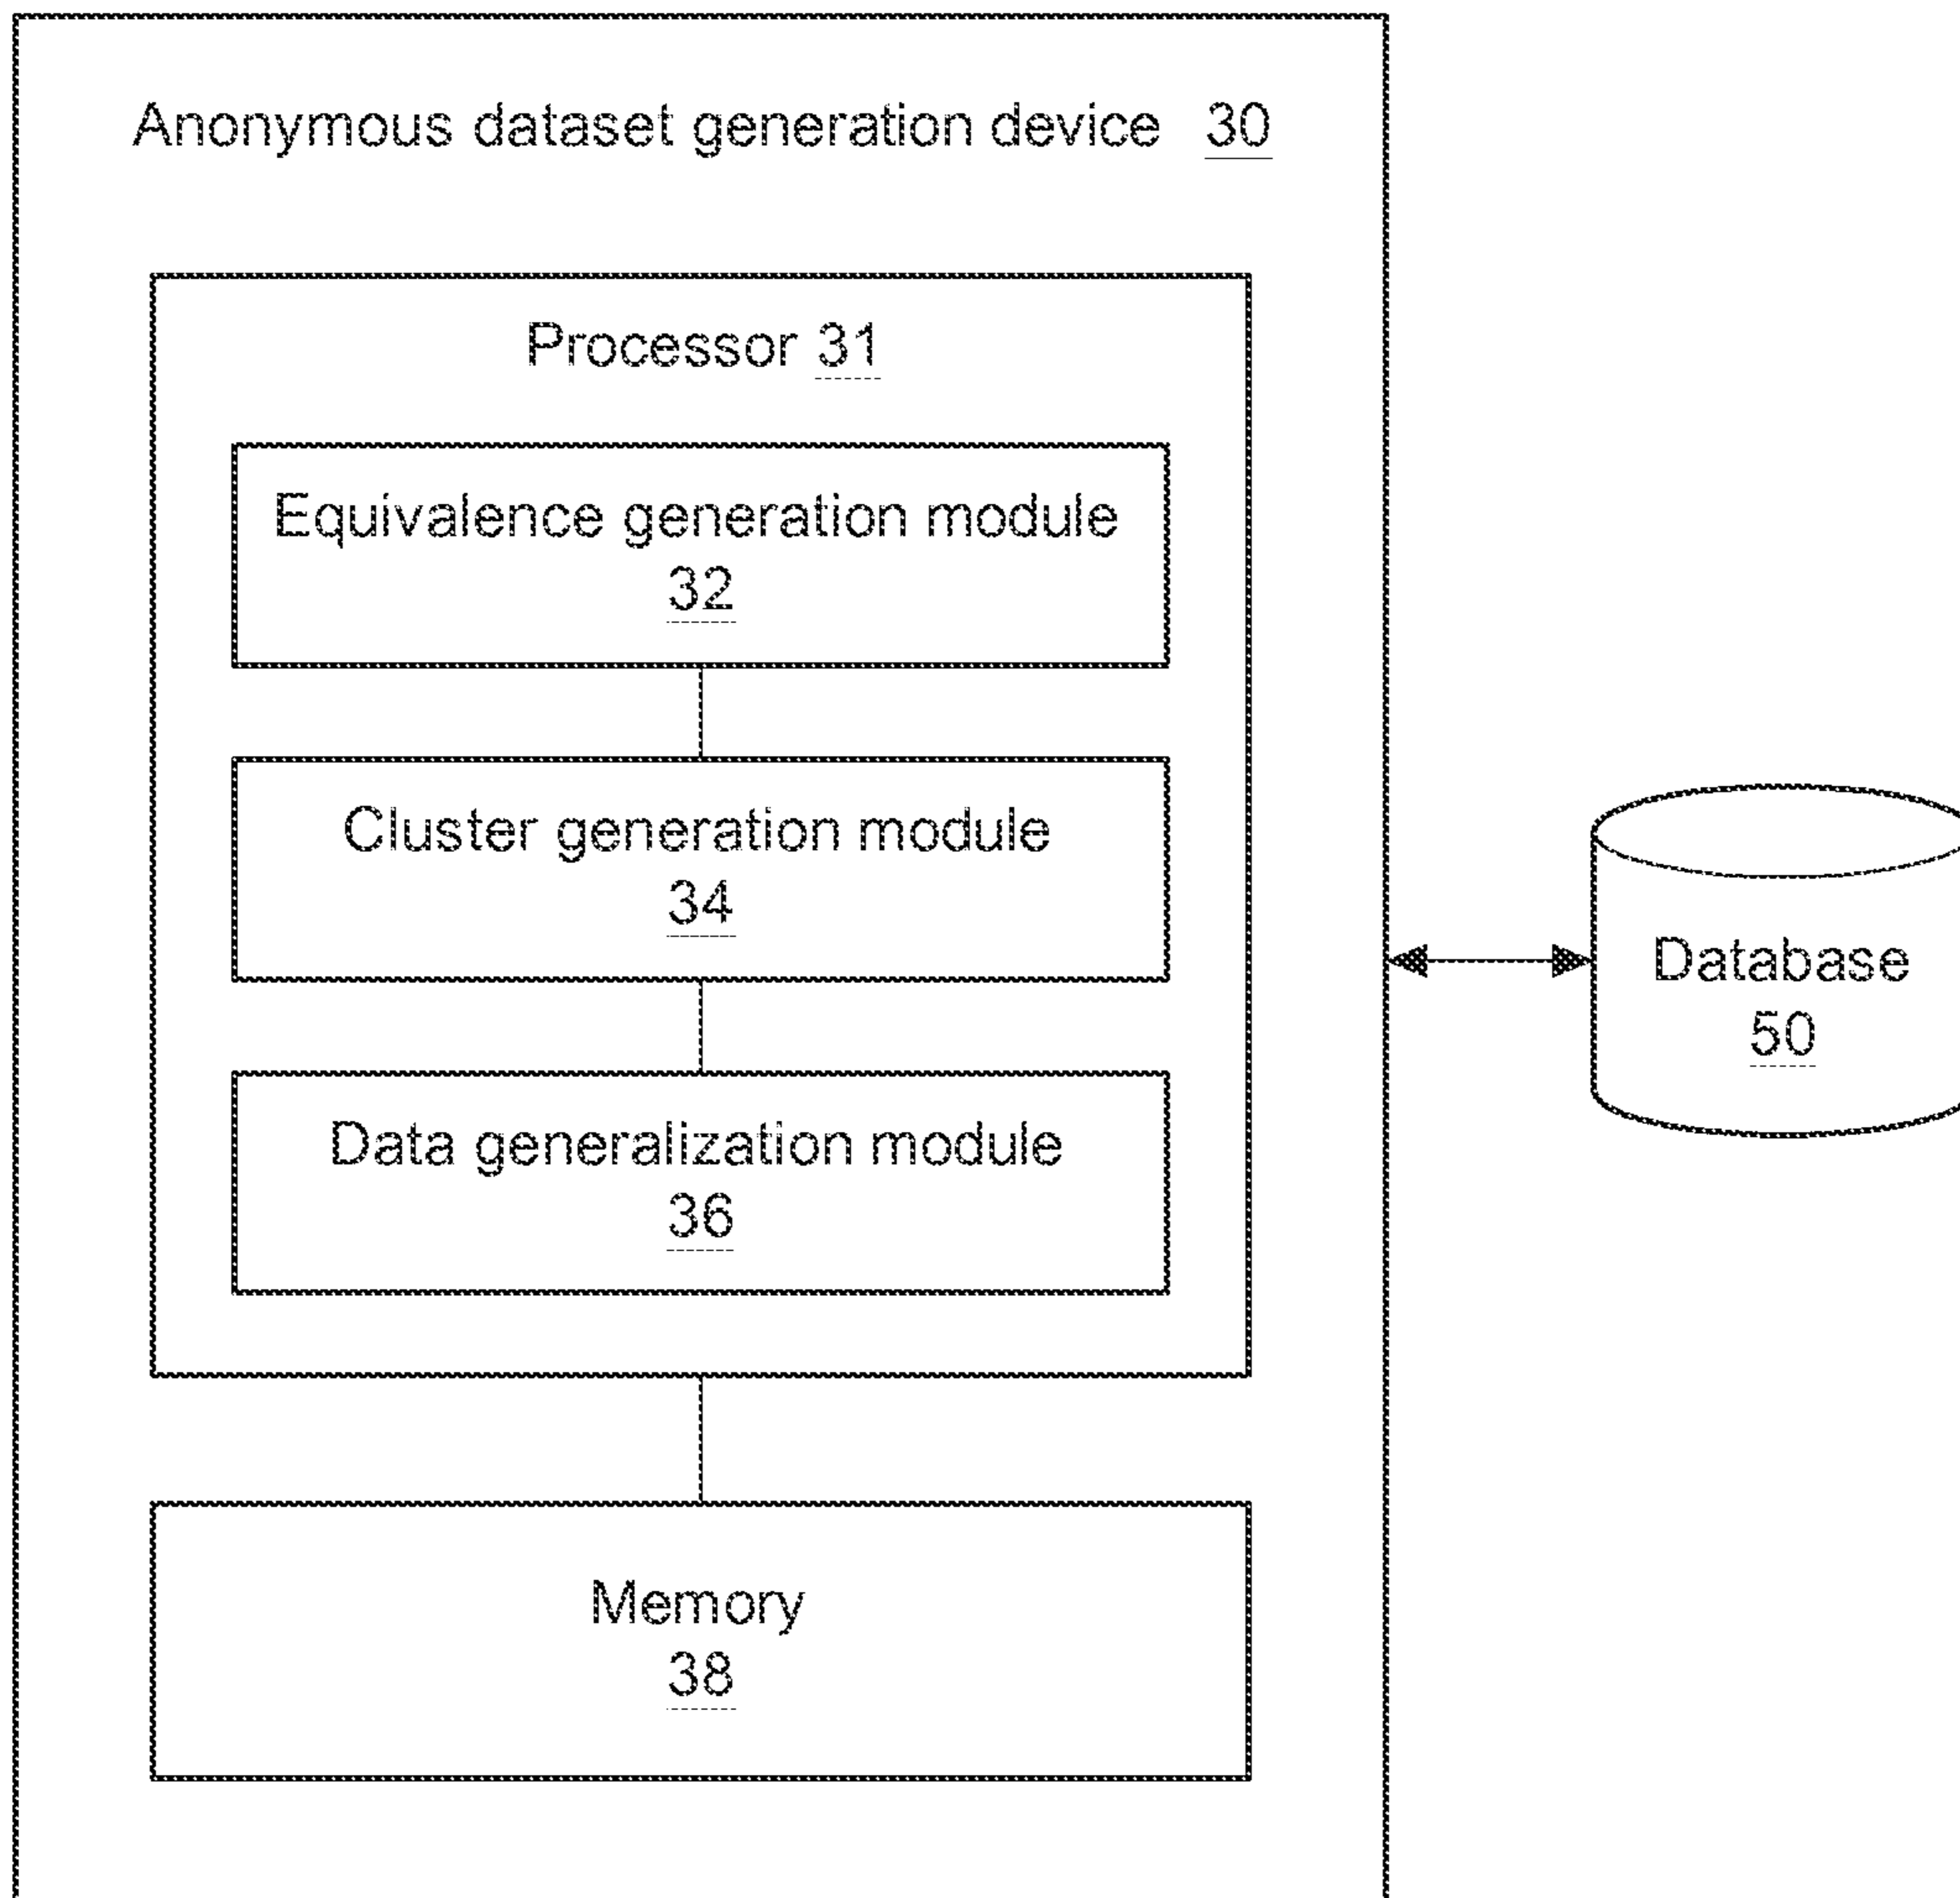 Anonymous dataset generation device 30
Processor 31
Equivalence generation module
32
Cluster generation module
34
Data generalization module
36
Memory
38
Database
50